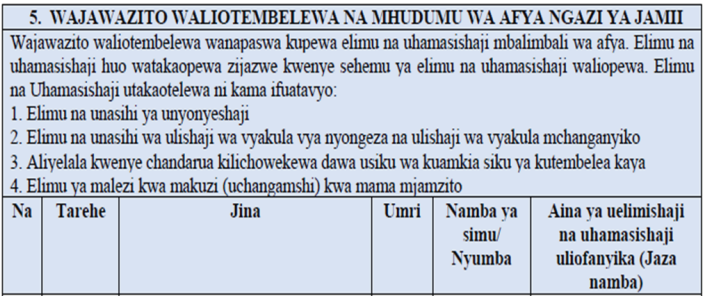 5. WAJAWAZITO WALIOTEMBELEWA NA MHUDUMU WA AFYA NGAZI YA JAMII
Wajawazito waliotembelewa wanapaswa kupewa elimu na uhamasishaji mbalimbali wa afya. Elimu na
uhamasishaji huo watakaopewa zijazwe kwenye sehemu ya elimu na uhamasishaji waliopewa. Elimu
na Uhamasishaji utakaotelewa ni kama ifuatavyo:
1. Elimu na unasihi ya unyonyeshaji
2. Elimu na unasihi wa ulishaji wa vyakula vya nyongeza na ulishaji wa vyakula mchanganyiko
3. Aliyelala kwenye chandarua kilichowekewa dawa usiku wa kuamkia siku ya kutembelea kaya
4. Elimu ya malezi kwa makuzi (uchangamshi) kwa mama mjamzito
Na Tarehe Jina Umri Namba ya Aina ya uelimishaji
simu/ na uhamasishaji
Nyumba uliofanyika (Jaza
namba)